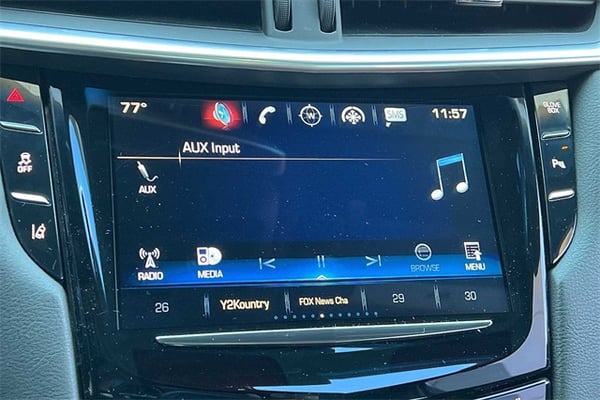 77° W SMS 11:57
GLOVE BOX
AUX Input
OFF
AUX
RADIO MEDIA BROWSE MENU
26 Y2Kountry FOX News Cha 29 30